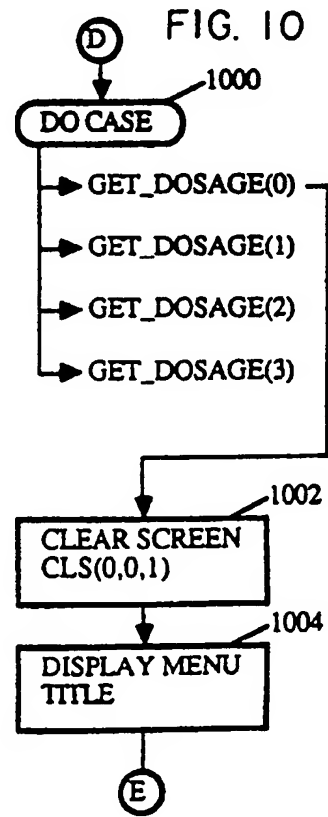 FIG. 10
D
1000
DO CASE
GET_DOSAGE(0)
GET_DOSAGE(1)
GET_DOSAGE(2)
GET_DOSAGE(3)
1002
CLEAR SCREEN
CLS(0,0,1)
1004
DISPLAY MENU
TITLE
E